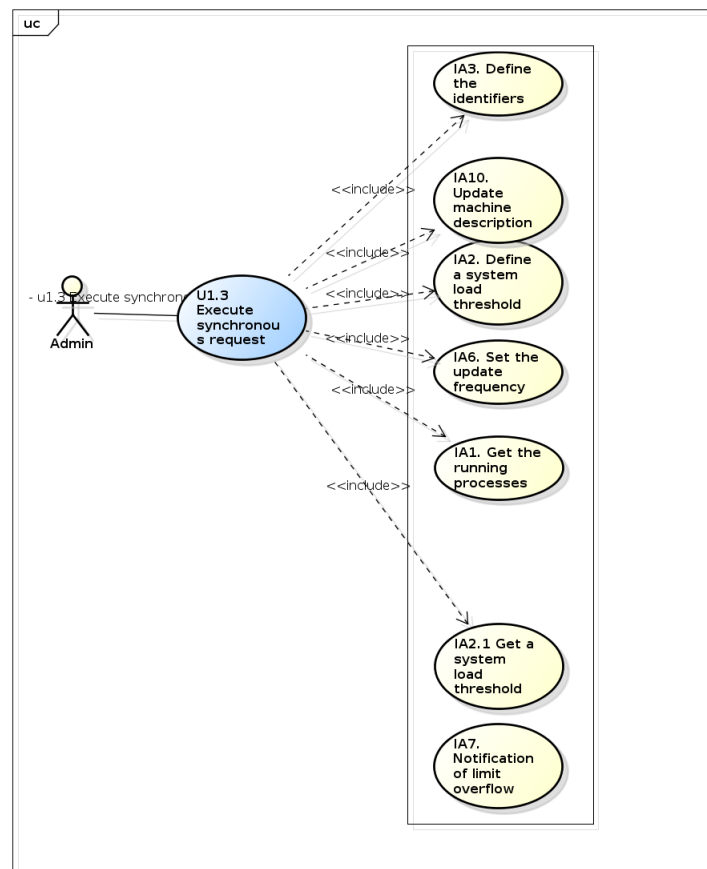 uc
IA3. Define
the
identifiers
<<include>>
IA10.
Update
machine
description
<<include>>
IA2. Define
a system
load
threshold
<<include>>
- u1.3 Execute synchron
U1.3
Execute
synchronou
s request
Admin
<<include>>
IA6. Set the
update
frequency
<<include>>
IA1. Get the
running
processes
<<include>>
IA2.1 Get a
system
load
threshold
IA7.
Notification
of limit
overflow